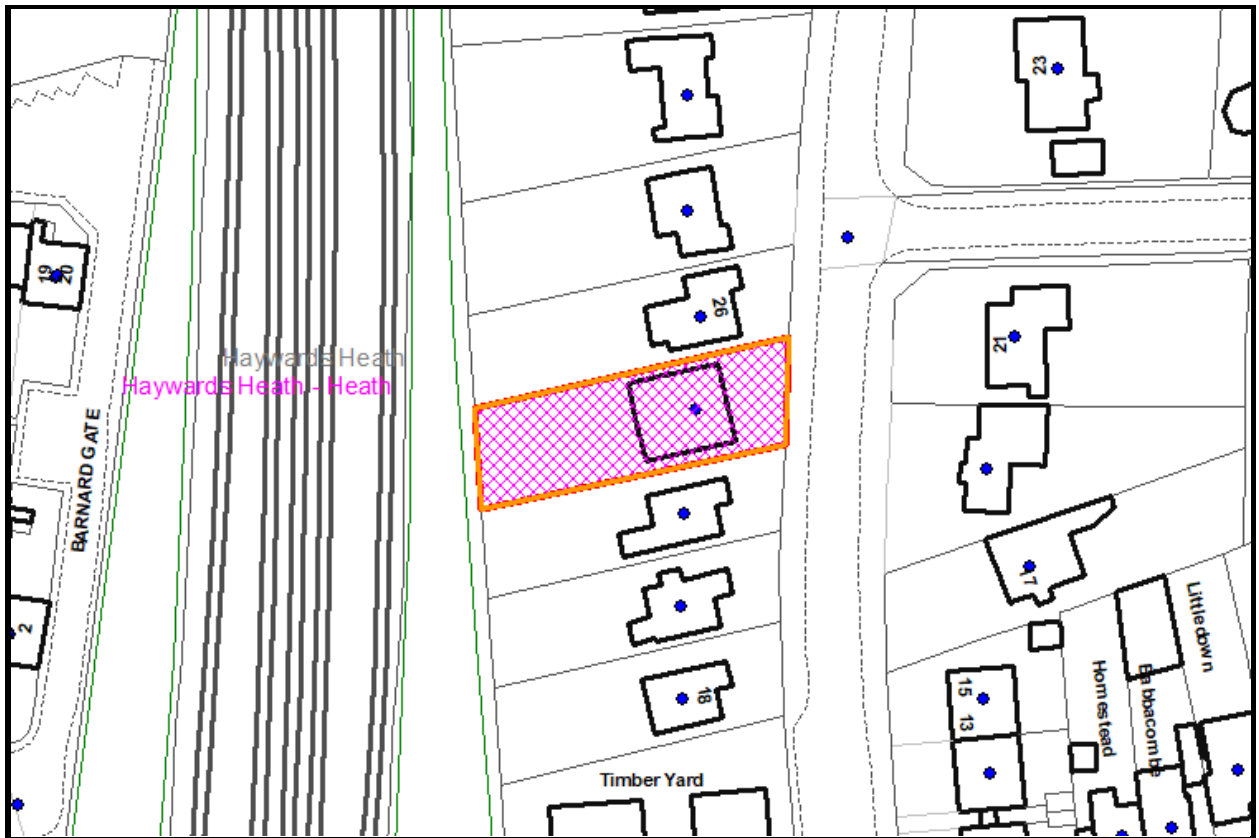 23
19
20
26
21
Haywards Heath
Haywards Heath - Heath
BARNARD GATE
17
2
Littledown
Homestead
Babbacombe
15
13
18
Timber Yard